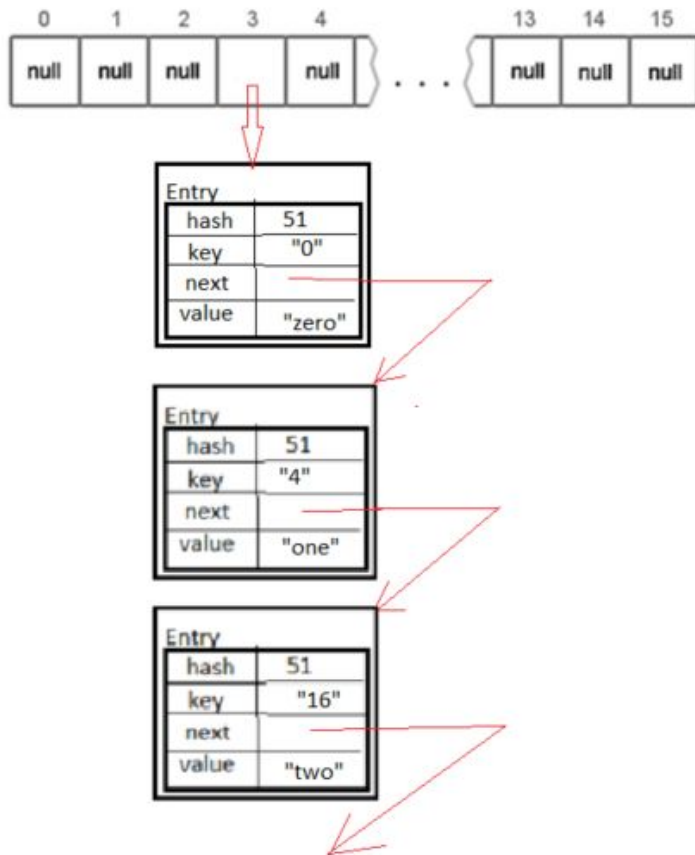 0 1 2 3 4 13 14 15
null null null null . . . null null null
Entry
hash 51
key "0"
next
value "zero"
Entry
hash 51
key "4"
next
value "one"
Entry
hash 51
key "16"
next
value "two"